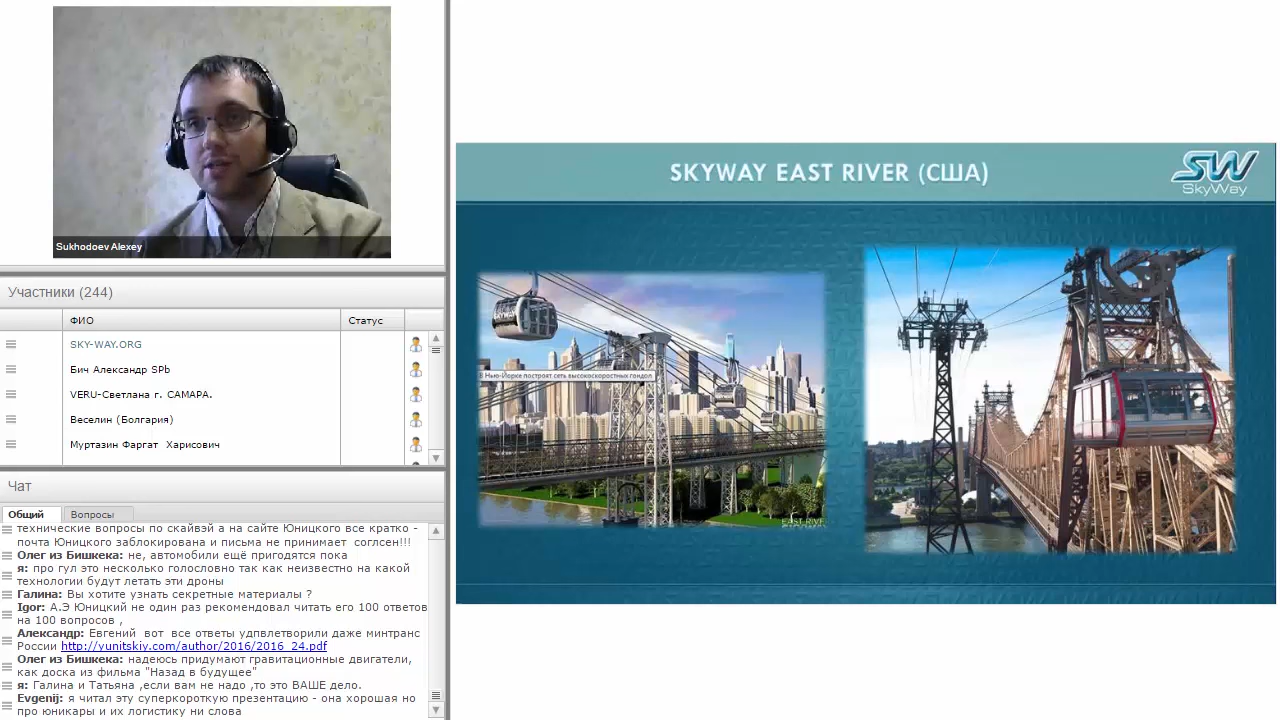 Sukhodoev Alexey
Участники (244)
ФИО
Статус
SKY-WAY.ORG
Бич Александр SPb
VERU-Светлана г. САМАРА.
Веселин (Болгария)
Муртазин Фаргат Харисович
Чат
Общий
Вопросы
технические вопросы по скайвэй а на сайте Юницкого все кратко -
почта Юницкого заблокирована и письма не принимает соглсен!!!
Олег из Бишкека: не, автомобили ещё пригодятся пока
я: про гул это несколько голословно так как неизвестно на какой
технологии будут летать эти дроны
Галина: Вы хотите узнать секретные материалы ?
Igor: А.Э Юницкий не один раз рекомендовал читать его 100 ответов
на 100 вопросов ,
Александр: Евгений вот все ответы удпвлетворили даже минтранс
России http://yunitskiy.com/author/2016/2016_24.pdf
Олег из Бишкека: надеюсь придумают гравитационные двигатели,
как доска из фильма "Назад в будущее"
я: Галина и Татьяна ,если вам не надо ,то это ВАШЕ дело.
Evgenij: я читал эту суперкороткую презентацию - она хорошая но
про юникары и их логистику ни слова
SKYWAY EAST RIVER (США)
SW
SkyWay
SKYWAY
В Нью-Йорке построят сеть высокоскоростных гондол
EAST RIVER